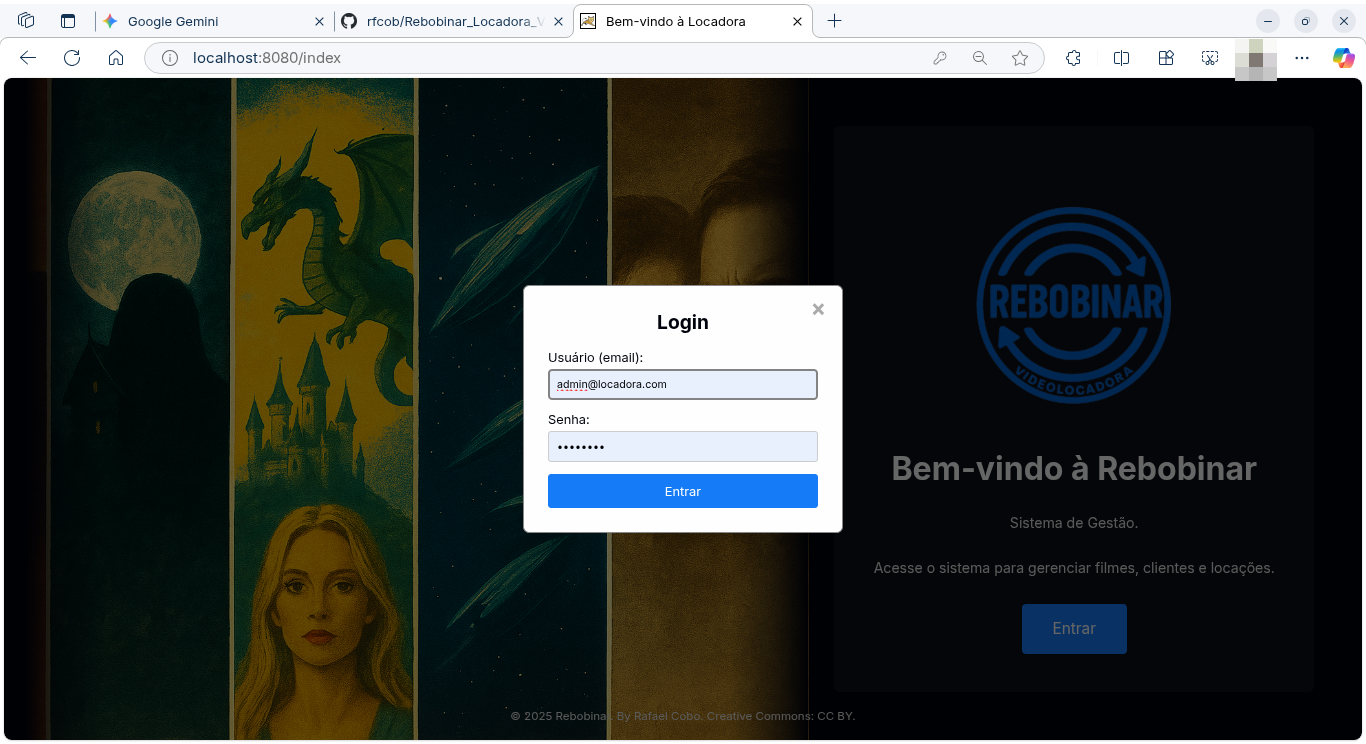 Google Gemini
rfcob/Rebobinar_Locadora_V
Bem-vindo à Locadora
localhost:8080/index
REBOBINAR
VIDEOLOCADORA
Login
Usuário (email):
admin@locadora.com
Senha:
••••••••
Entrar
Bem-vindo à Rebobinar
Sistema de Gestão.
Acesse o sistema para gerenciar filmes, clientes e locações.
Entrar
© 2025 Rebobinar. By Rafael Cobo. Creative Commons: CC BY.